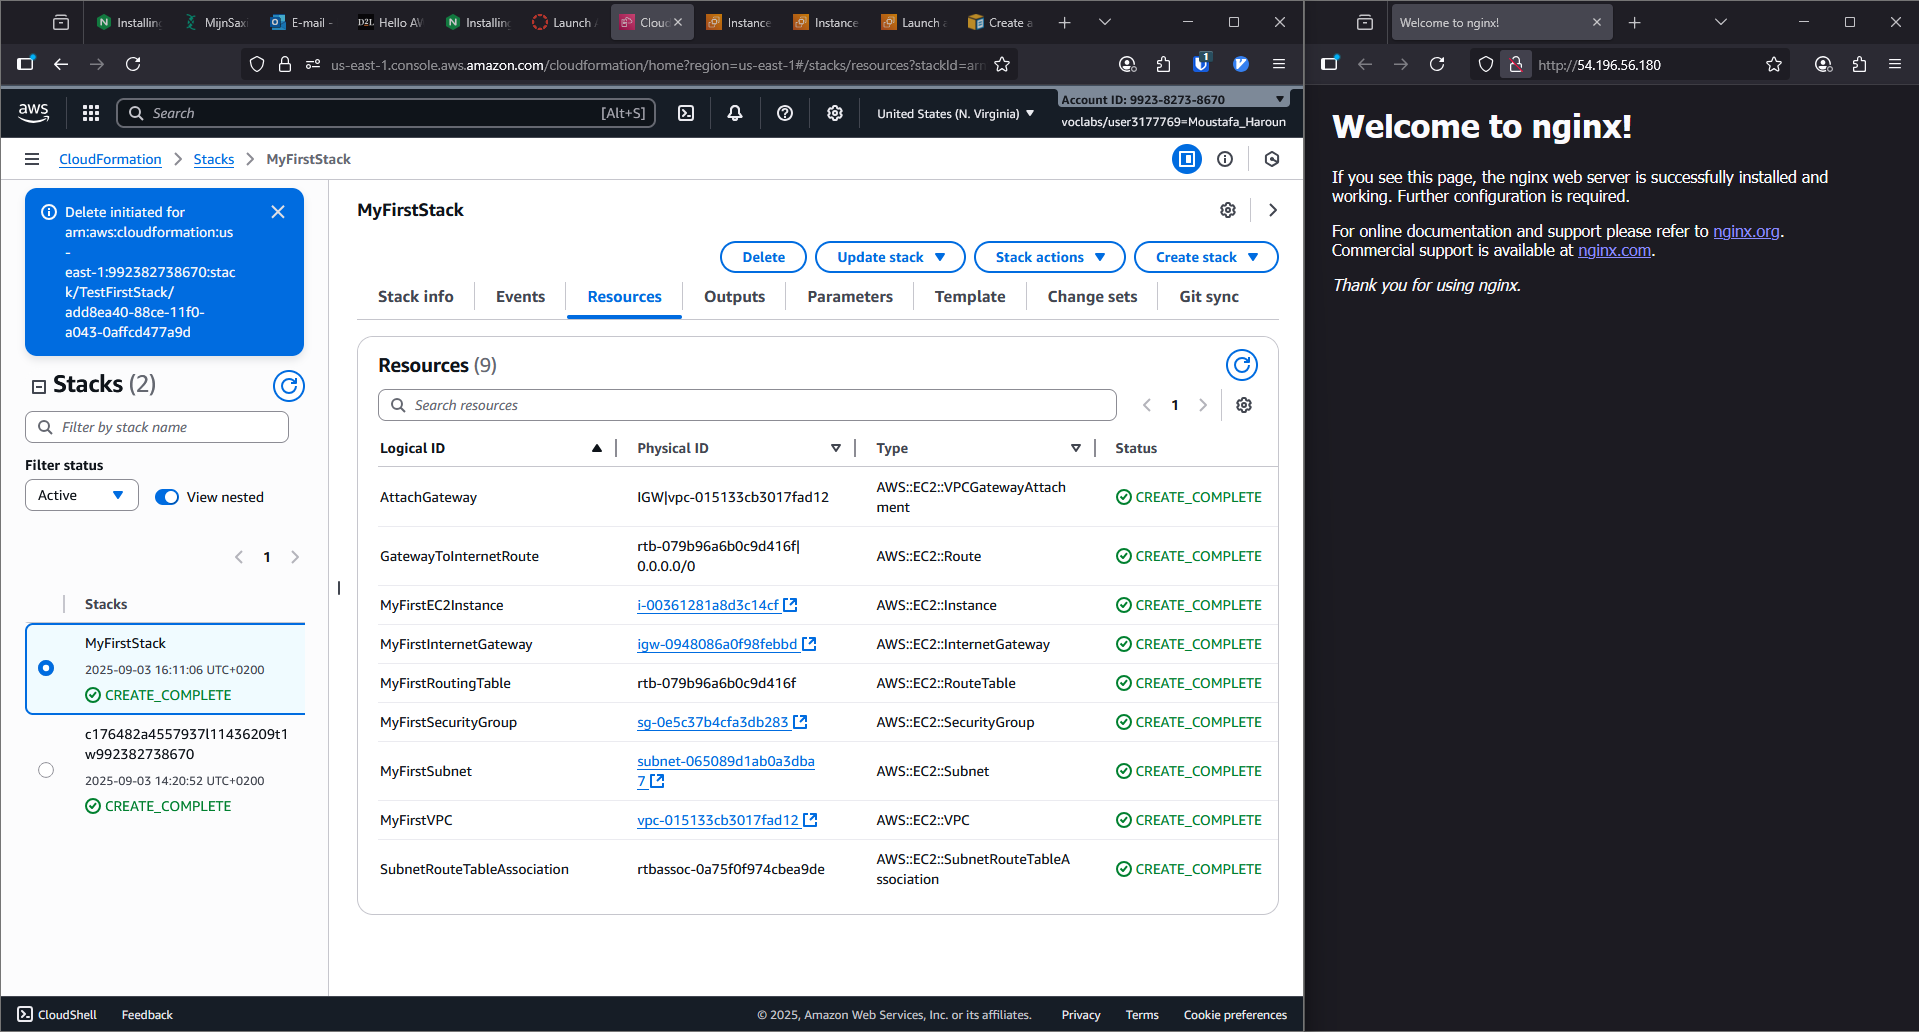 Installing
MijnSaxi
E-mail -
D2L Hello AW
Installing
Launch A
Cloud
Instance
Instance
Launch a
Create a
Welcome to nginx!
us-east-1.console.aws.amazon.com/cloudformation/home?region=us-east-1#/stacks/resources?stackId=arn
1
http://54.196.56.180
aws
Search [Alt+S]
United States (N. Virginia)
Account ID: 9923-8273-8670
voclabs/user3177769=Moustafa_Haroun
CloudFormation
Stacks
MyFirstStack
Delete initiated for
arn:aws:cloudformation:us
-
east-1:992382738670:stac
k/TestFirstStack/
add8ea40-88ce-11f0-
a043-0affcd477a9d
Stacks (2)
Filter by stack name
Filter status
Active
View nested
1
Stacks
MyFirstStack
2025-09-03 16:11:06 UTC+0200
CREATE_COMPLETE
c176482a4557937l11436209t1
w992382738670
2025-09-03 14:20:52 UTC+0200
CREATE_COMPLETE
MyFirstStack
Delete
Update stack
Stack actions
Create stack
Stack info
Events
Resources
Outputs
Parameters
Template
Change sets
Git sync
Resources (9)
Search resources
1
Logical ID Physical ID Type Status
AttachGateway IGW|vpc-015133cb3017fad12 AWS::EC2::VPCGatewayAttach
ment CREATE_COMPLETE
GatewayToInternetRoute rtb-079b96a6b0c9d416f|
0.0.0.0/0 AWS::EC2::Route CREATE_COMPLETE
MyFirstEC2Instance i-00361281a8d3c14cf AWS::EC2::Instance CREATE_COMPLETE
MyFirstInternetGateway igw-0948086a0f98febbd AWS::EC2::InternetGateway CREATE_COMPLETE
MyFirstRoutingTable rtb-079b96a6b0c9d416f AWS::EC2::RouteTable CREATE_COMPLETE
MyFirstSecurityGroup sg-0e5c37b4cfa3db283 AWS::EC2::SecurityGroup CREATE_COMPLETE
MyFirstSubnet subnet-065089d1ab0a3dba
7 AWS::EC2::Subnet CREATE_COMPLETE
MyFirstVPC vpc-015133cb3017fad12 AWS::EC2::VPC CREATE_COMPLETE
SubnetRouteTableAssociation rtbassoc-0a75f0f974cbea9de AWS::EC2::SubnetRouteTableA
ssociation CREATE_COMPLETE
CloudShell
Feedback
© 2025, Amazon Web Services, Inc. or its affiliates.
Privacy
Terms
Cookie preferences
Welcome to nginx!
If you see this page, the nginx web server is successfully installed and
working. Further configuration is required.
For online documentation and support please refer to nginx.org.
Commercial support is available at nginx.com.
Thank you for using nginx.